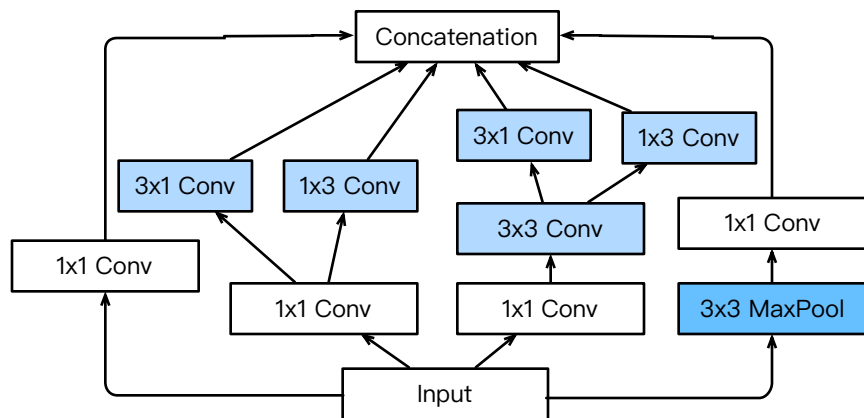 Concatenation
3x1 Conv
1x3 Conv
3x1 Conv
1x3 Conv
1x1 Conv
3x3 Conv
1x1 Conv
1x1 Conv
1x1 Conv
3x3 MaxPool
Input